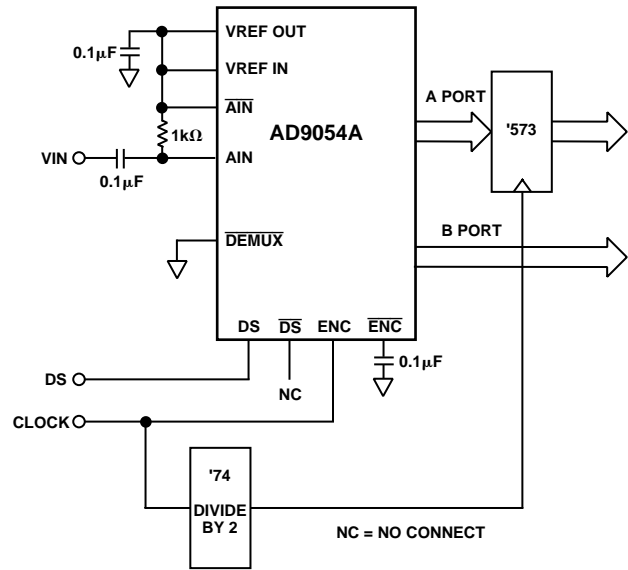 VREF OUT
0.1μF
VREF IN
AIN
A PORT
1kΩ
AD9054A
'573
VIN
AIN
0.1μF
B PORT
DEMUX
DS DS ENC ENC
0.1μF
DS
NC
CLOCK
'74
DIVIDE
BY 2
NC = NO CONNECT